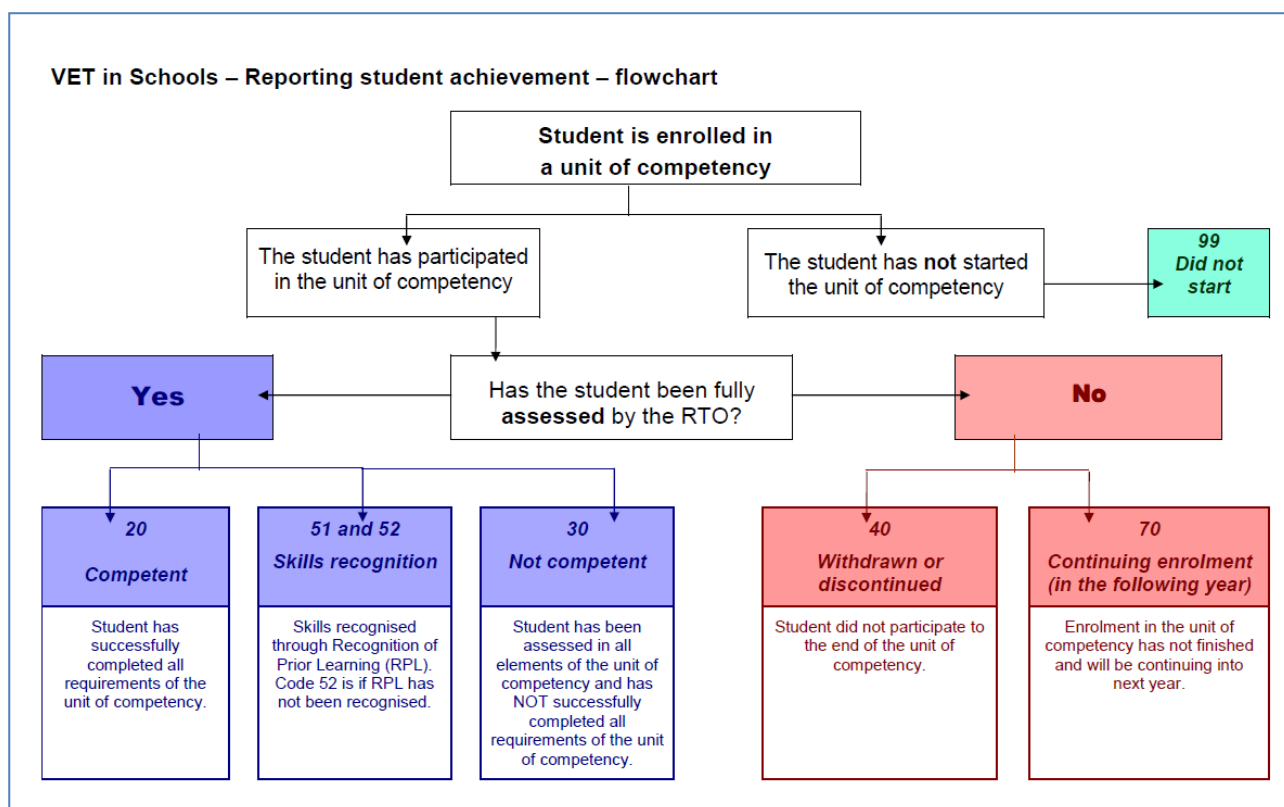 VET in Schools – Reporting student achievement – flowchart
Student is enrolled in
a unit of competency
The student has participated
in the unit of competency
The student has not started
the unit of competency
99
Did not
start
Yes
Has the student been fully
assessed by the RTO?
No
20
Competent
Student has
successfully
completed all
requirements of the
unit of competency.
51 and 52
Skills recognition
Skills recognised
through Recognition of
Prior Learning (RPL).
Code 52 is if RPL has
not been recognised.
30
Not competent
Student has been
assessed in all
elements of the unit of
competency and has
NOT successfully
completed all
requirements of the unit
of competency.
40
Withdrawn or
discontinued
Student did not participate to
the end of the unit of
competency.
70
Continuing enrolment
(in the following year)
Enrolment in the unit of
competency has not finished
and will be continuing into
next year.